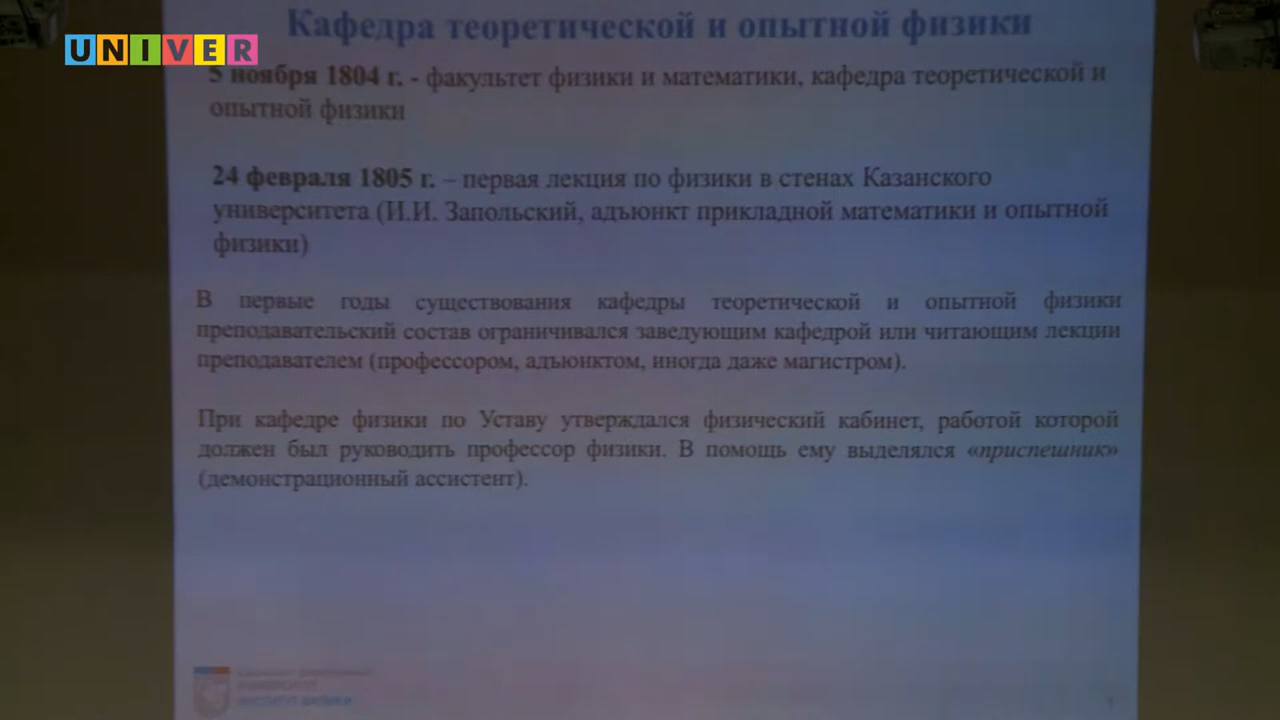 Кафедра теоретической и опытной физики
UNIVER
5 ноября 1804 г. - факультет физики и математики, кафедра теоретической и
опытной физики
24 февраля 1805 г. – первая лекция по физики в стенах Казанского
университета (И.И. Запольский, адъюнкт прикладной математики и опытной
физики)
В первые годы существования кафедры теоретической и опытной физики
преподавательский состав ограничивался заведующим кафедрой или читающим лекции
преподавателем (профессором, адъюнктом, иногда даже магистром).
При кафедре физики по Уставу утверждался физический кабинет, работой которой
должен был руководить профессор физики. В помощь ему выделялся «приспешник»
(демонстрационный ассистент).
УНИВЕРСИТЕТ
ИНСТИТУТ ФИЗИКИ